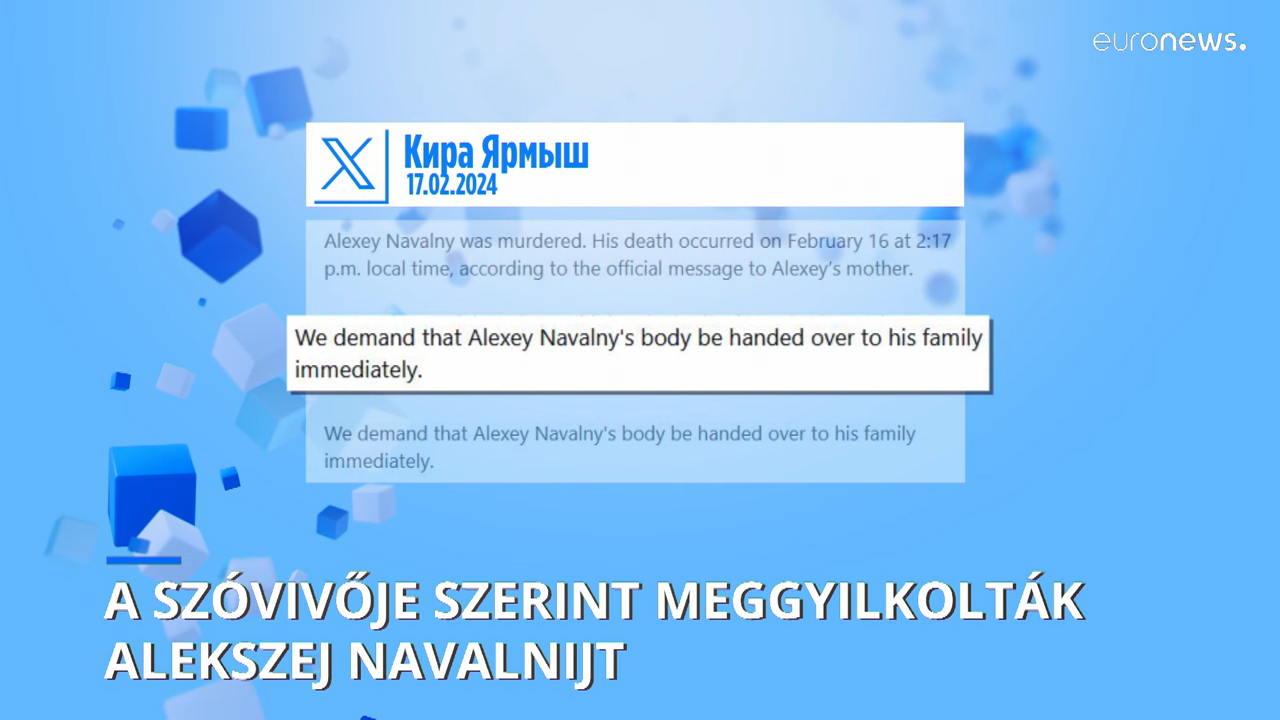 euronews.
Кира Ярмыш
17.02.2024
Alexey Navalny was murdered. His death occurred on February 16 at 2:17
p.m. local time, according to the official message to Alexey’s mother.
We demand that Alexey Navalny's body be handed over to his family
immediately.
We demand that Alexey Navalny's body be handed over to his family
immediately.
A SZÓVIVŐJE SZERINT MEGGYILKOLTÁK
ALEKSZEJ NAVALNIJT